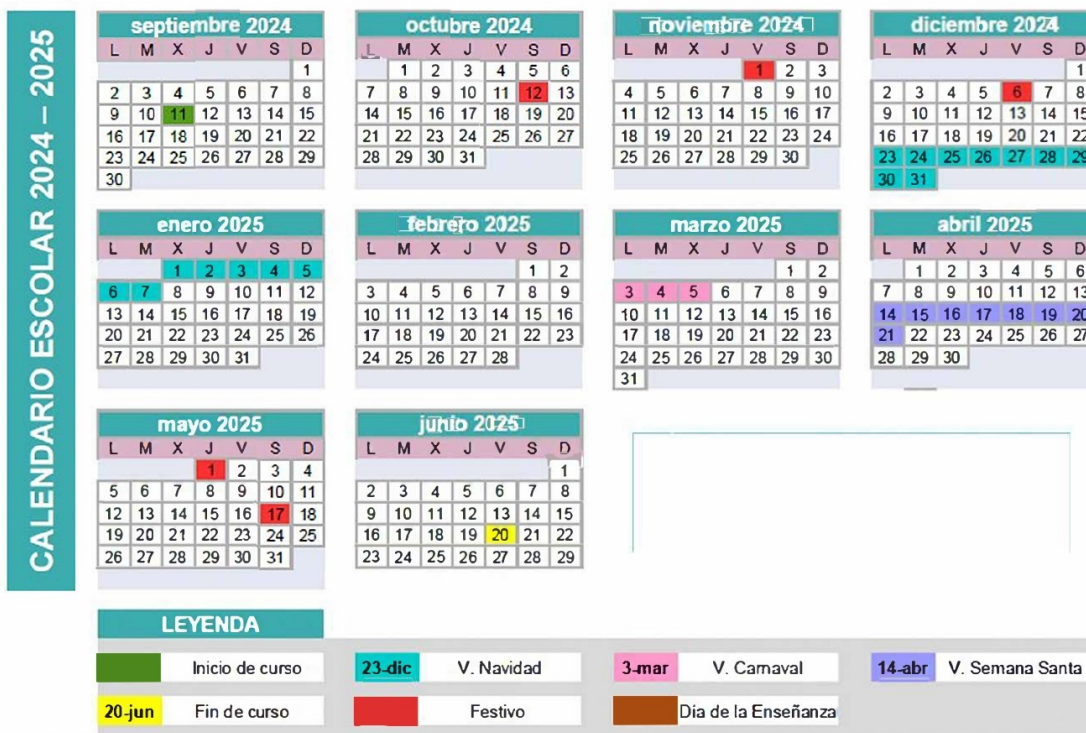 CALENDARIO ESCOLAR 2024 – 2025
septiembre 2024
L M X J V S D
1
2 3 4 5 6 7 8
9 10 11 12 13 14 15
16 17 18 19 20 21 22
23 24 25 26 27 28 29
30
octubre 2024
L M X J V S D
1 2 3 4 5 6
7 8 9 10 11 12 13
14 15 16 17 18 19 20
21 22 23 24 25 26 27
28 29 30 31
noviembre 2024
L M X J V S D
1 2 3
4 5 6 7 8 9 10
11 12 13 14 15 16 17
18 19 20 21 22 23 24
25 26 27 28 29 30
diciembre 2024
L M X J V S D
1
2 3 4 5 6 7 8
9 10 11 12 13 14 15
16 17 18 19 20 21 22
23 24 25 26 27 28 29
30 31
enero 2025
L M X J V S D
1 2 3 4 5
6 7 8 9 10 11 12
13 14 15 16 17 18 19
20 21 22 23 24 25 26
27 28 29 30 31
febrero 2025
L M X J V S D
1 2
3 4 5 6 7 8 9
10 11 12 13 14 15 16
17 18 19 20 21 22 23
24 25 26 27 28
marzo 2025
L M X J V S D
1 2
3 4 5 6 7 8 9
10 11 12 13 14 15 16
17 18 19 20 21 22 23
24 25 26 27 28 29 30
31
abril 2025
L M X J V S D
1 2 3 4 5 6
7 8 9 10 11 12 13
14 15 16 17 18 19 20
21 22 23 24 25 26 27
28 29 30
mayo 2025
L M X J V S D
1 2 3 4
5 6 7 8 9 10 11
12 13 14 15 16 17 18
19 20 21 22 23 24 25
26 27 28 29 30 31
junio 2025
L M X J V S D
1
2 3 4 5 6 7 8
9 10 11 12 13 14 15
16 17 18 19 20 21 22
23 24 25 26 27 28 29
LEYENDA
Inicio de curso 23-dic V. Navidad 3-mar V. Carnaval 14-abr V. Semana Santa
20-jun Fin de curso Festivo Dia de la Enseñanza